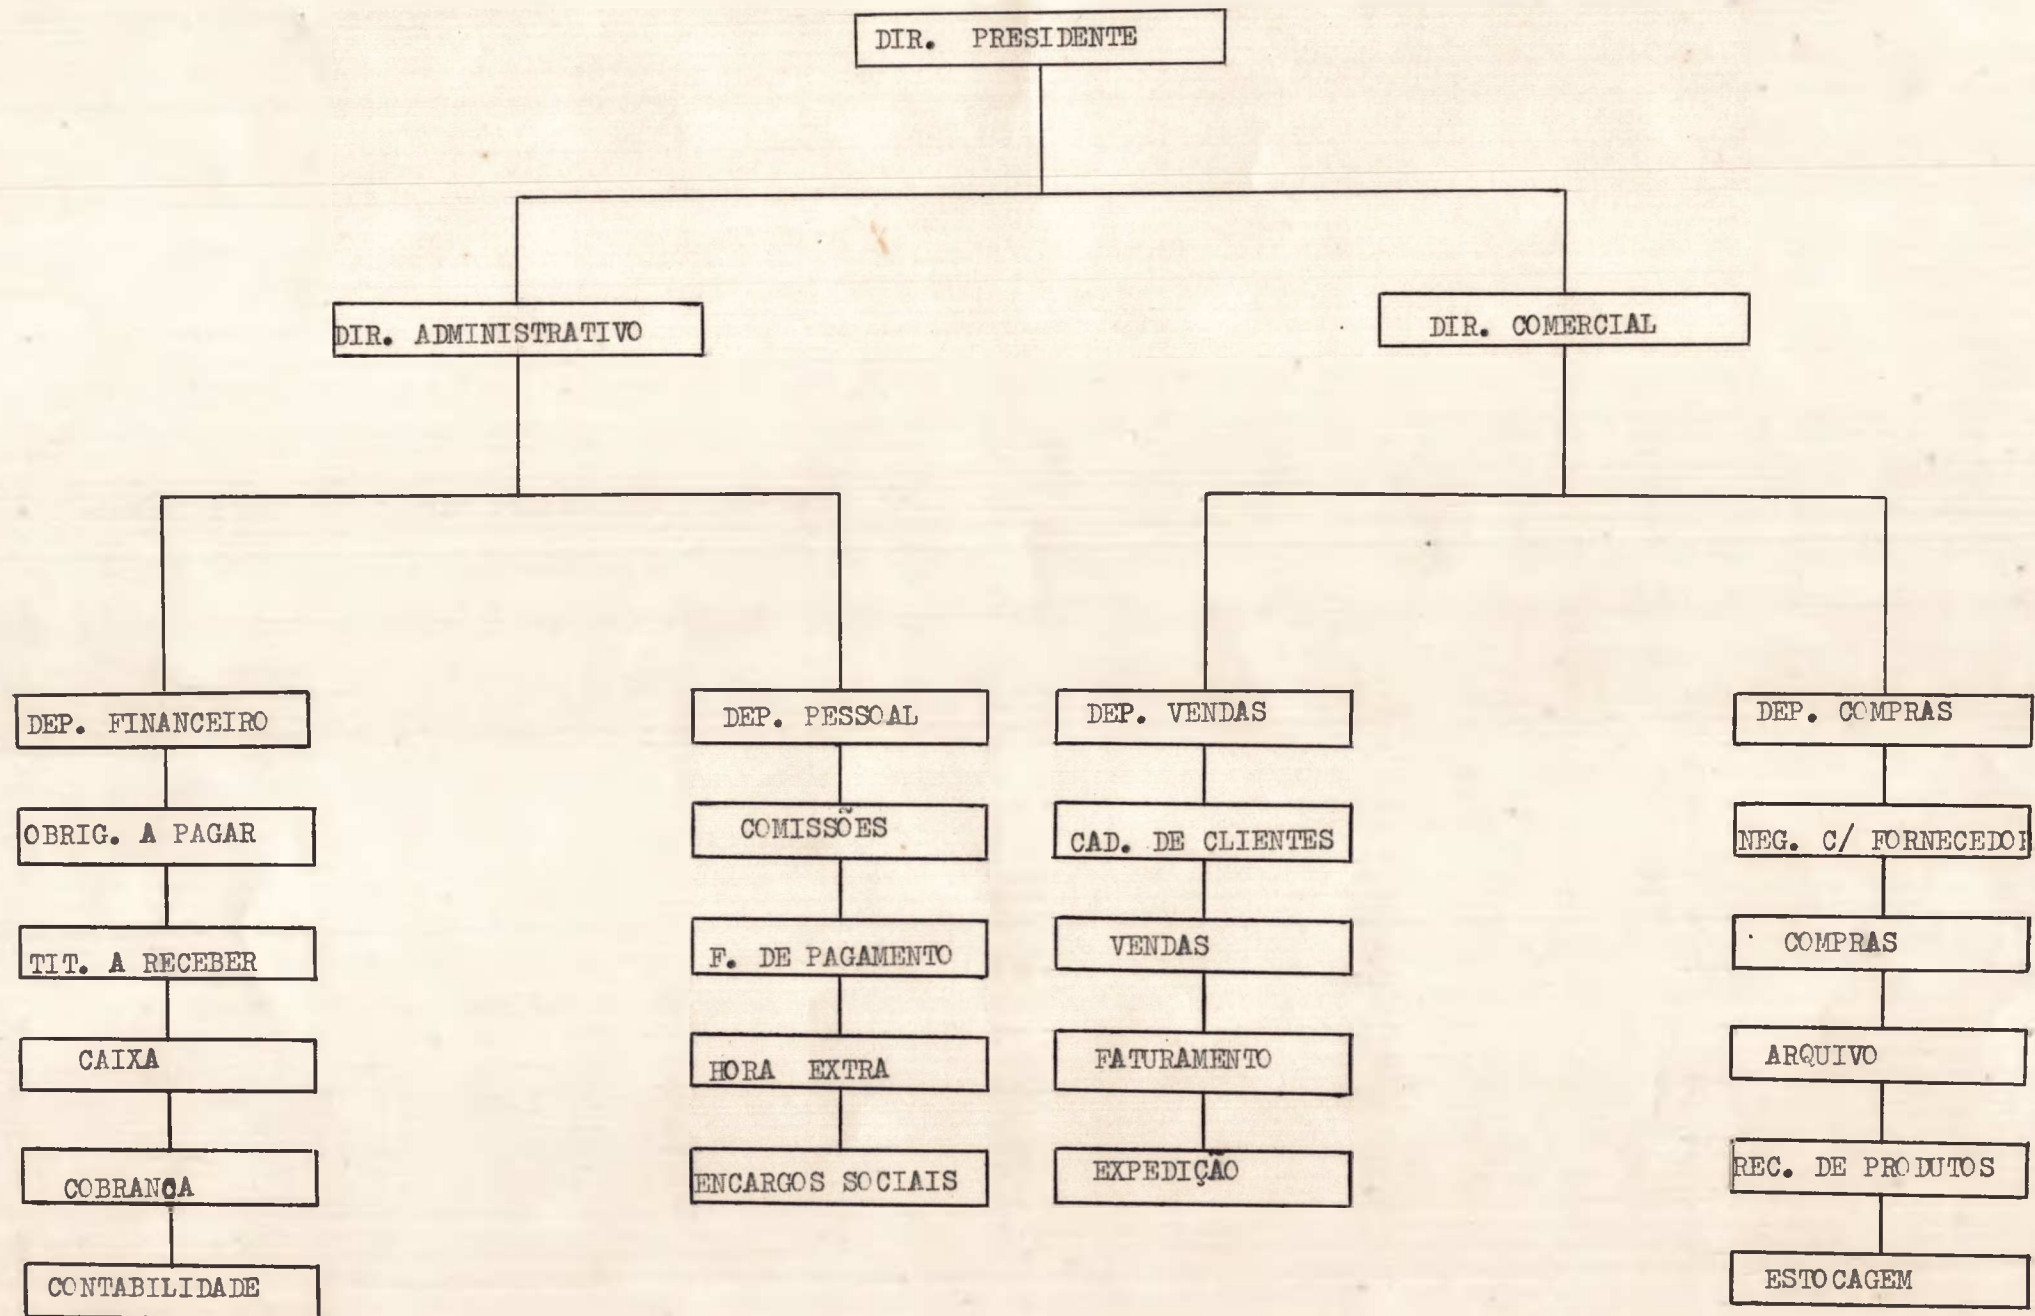 DIR. PRESIDENTE
DIR. ADMINISTRATIVO
DIR. COMERCIAL
DEP. FINANCEIRO
OBRIG. A PAGAR
TIT. A RECEBER
CAIXA
COBRANCA
CONTABILIDADE
DEP. PESSOAL
COMISSÕES
F. DE PAGAMENTO
HORA EXTRA
ENCARGOS SOCIAIS
DEP. VENDAS
CAD. DE CLIENTES
VENDAS
FATURAMENTO
EXPEDIÇÃO
DEP. COMPRAS
NEG. C/ FORNECEDOR
COMPRAS
ARQUIVO
REC. DE PRODUTOS
ESTOCAGEM